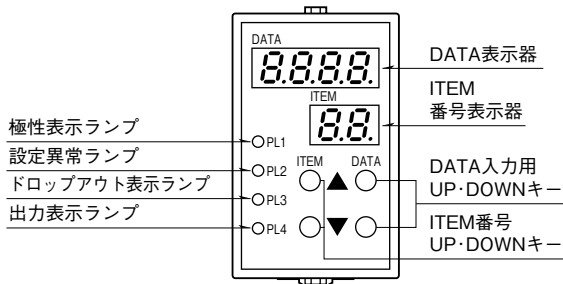 DATA
8.8.8.8.
ITEM
8.8.
PL1
PL2
PL3
PL4
ITEM
DATA
極性表示ランプ
設定異常ランプ
ドロップアウト表示ランプ
出力表示ランプ
DATA表示器
ITEM
番号表示器
DATA入力用
UP·DOWNキー
ITEM番号
UP·DOWNキー